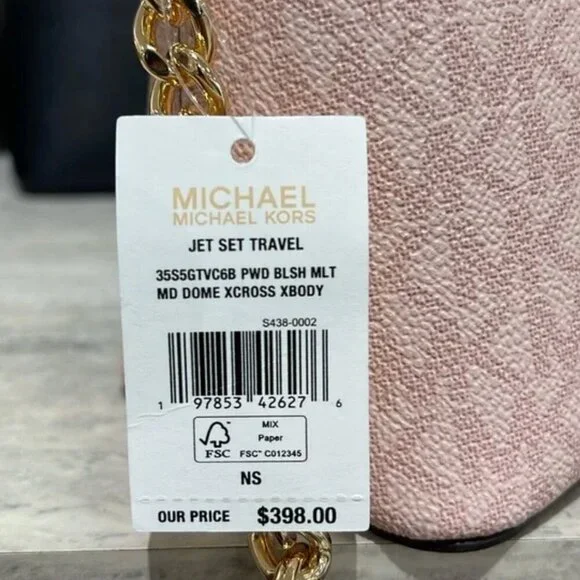 MICHAEL
MICHAEL KORS
JET SET TRAVEL
35S5GTVC6B PWD BLSH MLT
MD DOME XCROSS XBODY
S438-0002
1 97853 42627 6
MIX
Paper
FSC FSC™ C012345
NS
OUR PRICE $398.00